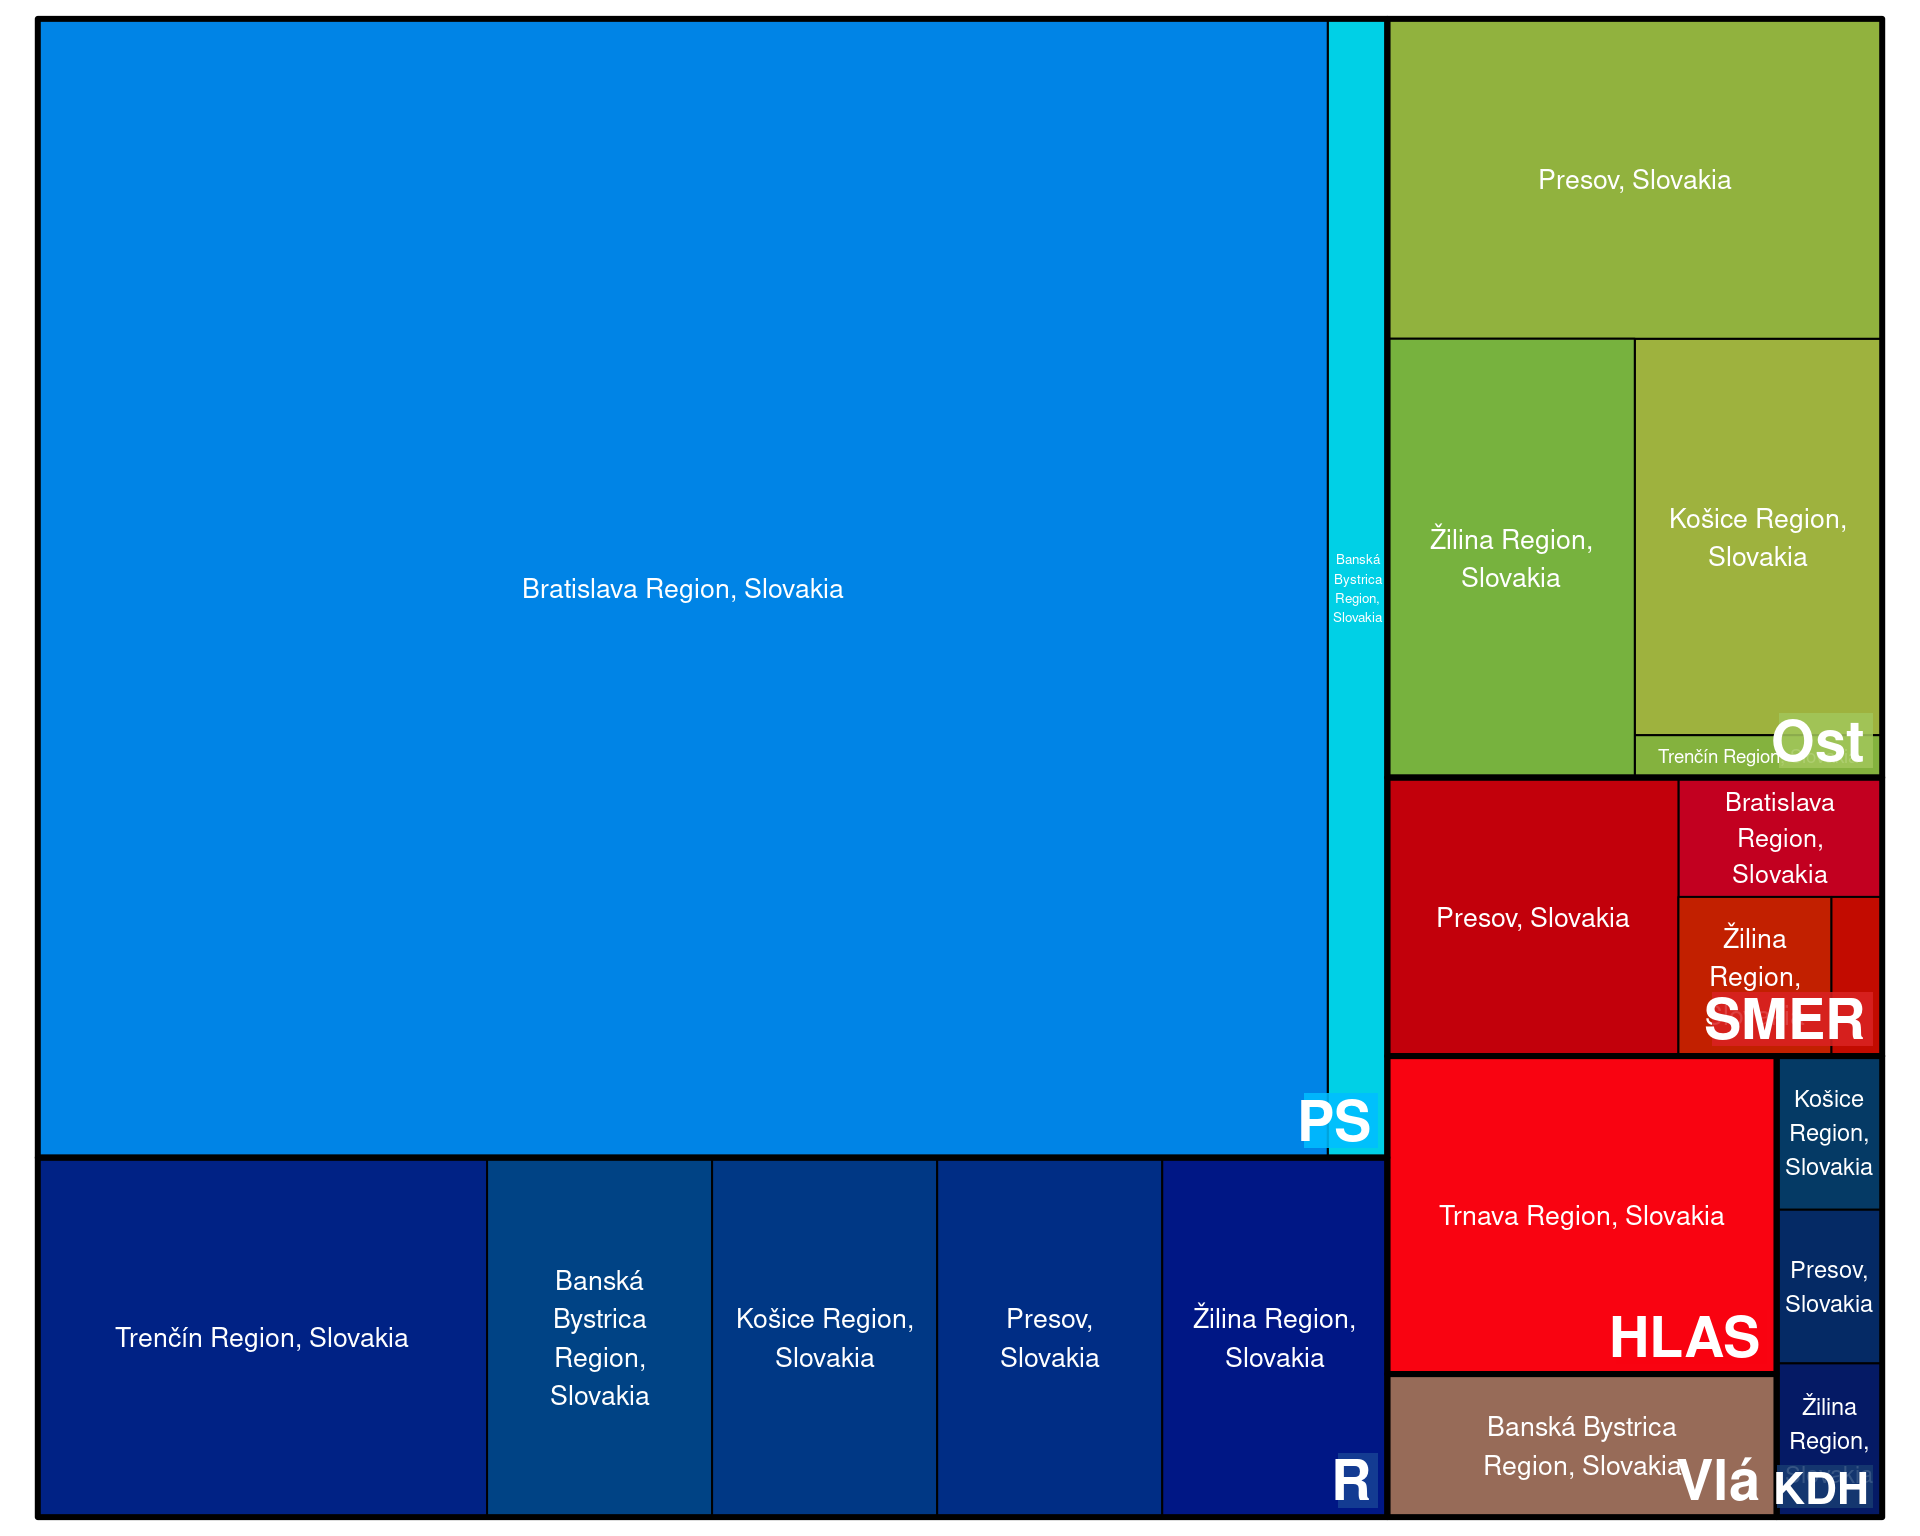 Bratislava Region, Slovakia
Banská
Bystrica
Region,
Slovakia
PS
Trenčín Region, Slovakia
Banská
Bystrica
Region,
Slovakia
Košice Region,
Slovakia
Presov,
Slovakia
Žilina Region,
Slovakia
R
Presov, Slovakia
Žilina Region,
Slovakia
Košice Region,
Slovakia
Trenčín Region
Ost
Presov, Slovakia
Bratislava
Region,
Slovakia
Žilina
Region,
SMER
Trnava Region, Slovakia
HLAS
Banská Bystrica
Region, Slovakia
Vlá
Košice
Region,
Slovakia
Presov,
Slovakia
Žilina
Region,
KDH